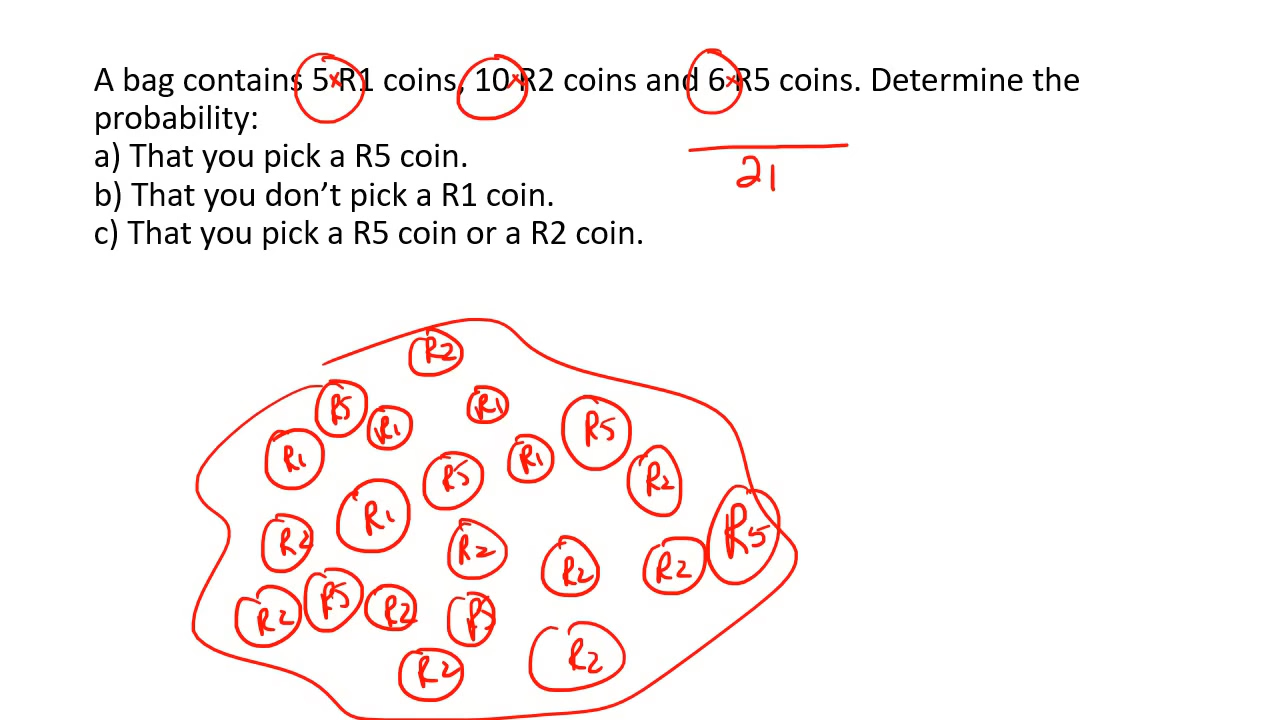 A bag contains 5×R1 coins, 10×R2 coins and 6×R5 coins. Determine the
probability:
a) That you pick a R5 coin.
b) That you don't pick a R1 coin.
c) That you pick a R5 coin or a R2 coin.
21
R2
R5 R1 R1 R5
R1 R5 R1 R2
R1 R5
R2 R2 R2 R2
R2 R5 R2 R5
R2 R2